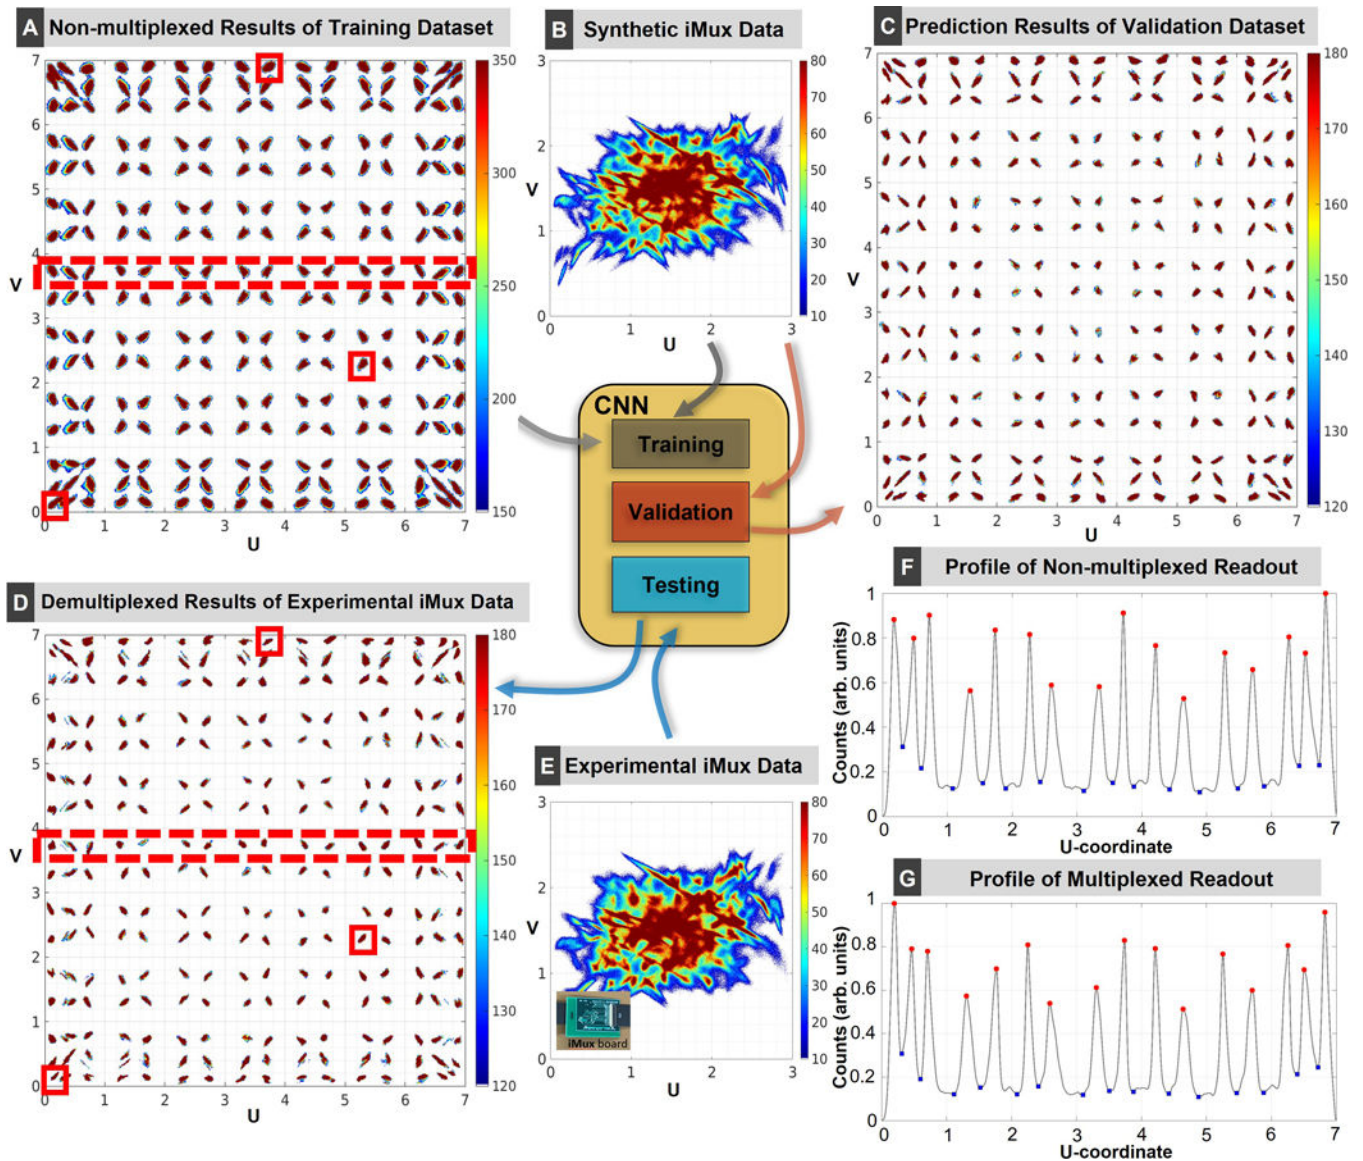 A Non-multiplexed Results of Training Dataset
7
6
5
4
3
2
1
0
V
0 1 2 3 4 5 6 7
U
350
300
250
200
150
B Synthetic iMux Data
3
2
1
0
V
0 1 2 3
U
80
70
60
50
40
30
20
10
C Prediction Results of Validation Dataset
7
6
5
4
3
2
1
0
V
0 1 2 3 4 5 6 7
U
180
170
160
150
140
130
120
CNN
Training
Validation
Testing
D Demultiplexed Results of Experimental iMux Data
7
6
5
4
3
2
1
0
V
0 1 2 3 4 5 6 7
U
180
170
160
150
140
130
120
E Experimental iMux Data
3
2
1
0
V
0 1 2 3
U
80
70
60
50
40
30
20
10
iMux board
F Profile of Non-multiplexed Readout
Counts (arb. units)
1
0.8
0.6
0.4
0.2
0
0 1 2 3 4 5 6 7
U-coordinate
G Profile of Multiplexed Readout
Counts (arb. units)
1
0.8
0.6
0.4
0.2
0
0 1 2 3 4 5 6 7
U-coordinate